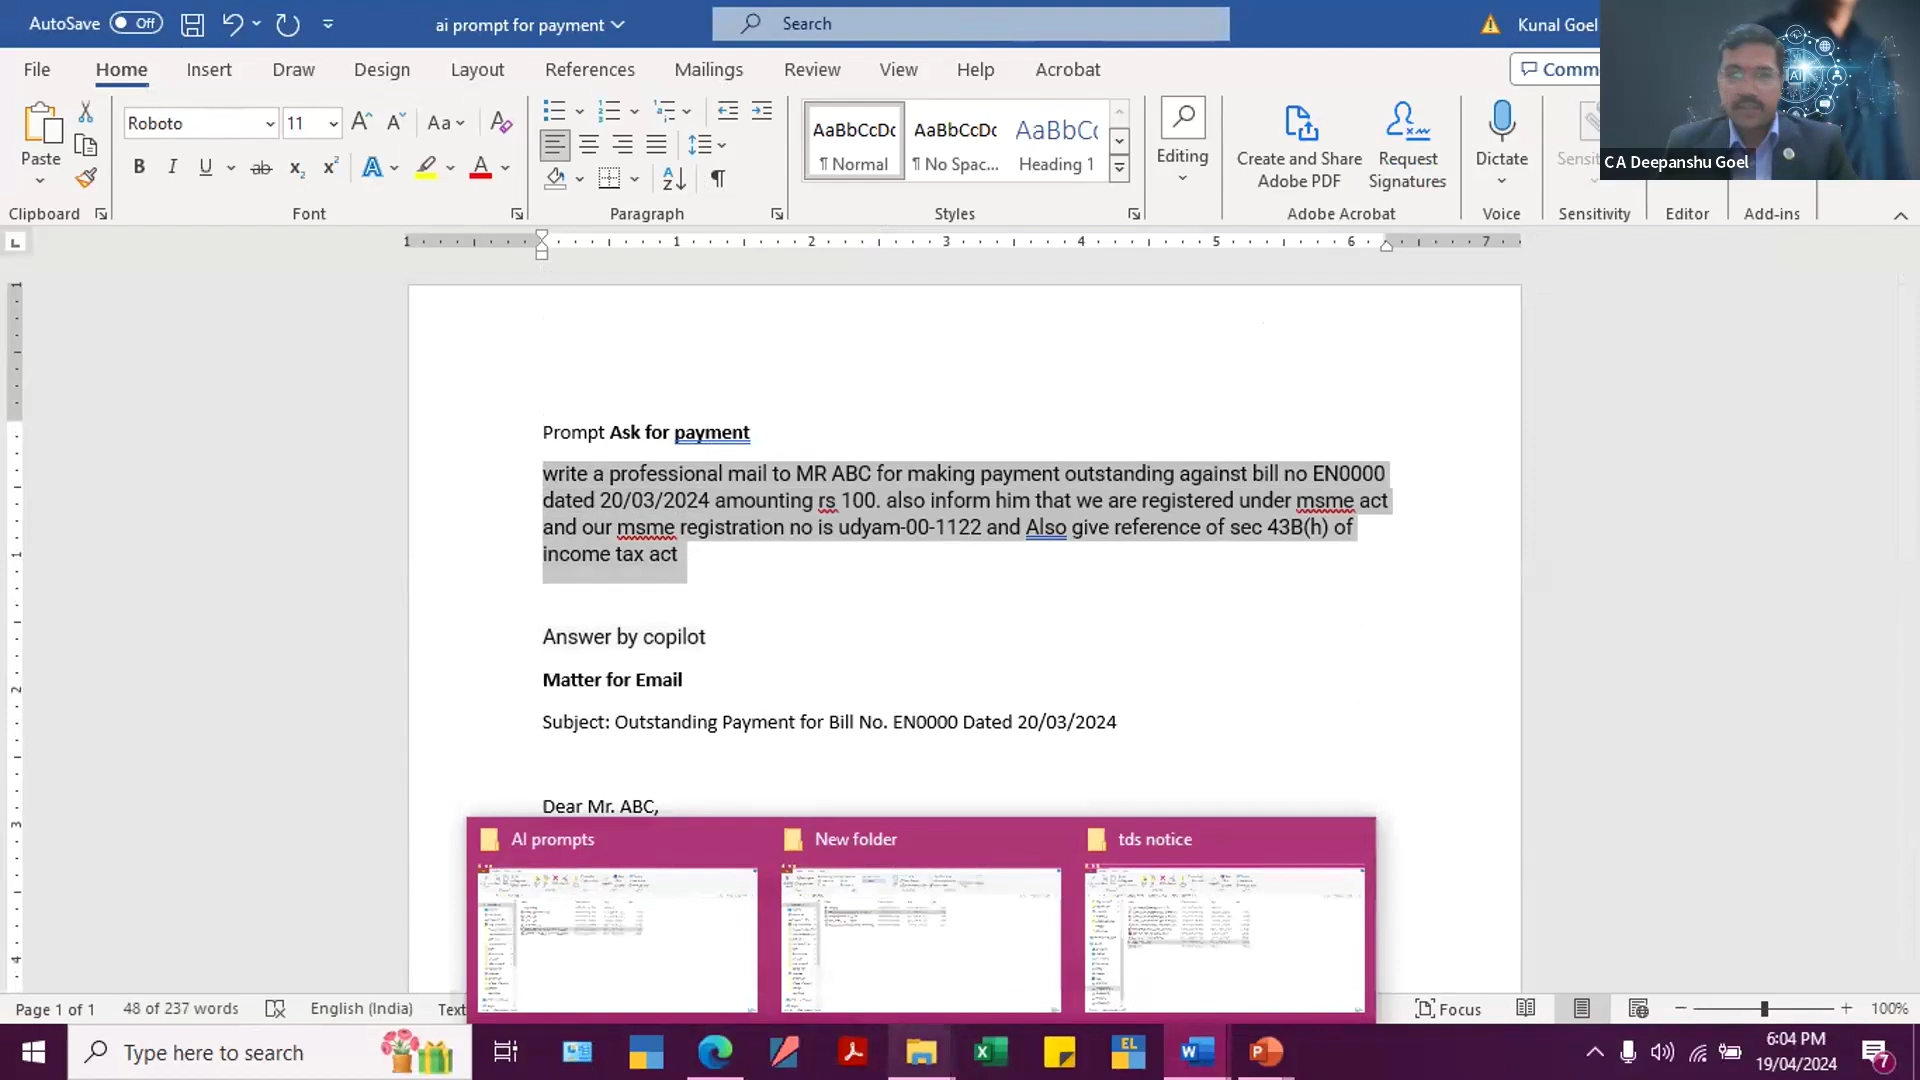 AutoSave Off
ai prompt for payment
Search
Kunal Goel
File Home Insert Draw Design Layout References Mailings Review View Help Acrobat
Comm
Roboto 11
Paste
Clipboard
Font
Paragraph
AaBbCcDc AaBbCcDc AaBbCc
¶ Normal ¶ No Spac... Heading 1
Styles
Editing
Create and Share Adobe PDF
Request Signatures
Adobe Acrobat
Dictate
Voice
Sensitivity
Editor
Add-ins
C A Deepanshu Goel
Prompt Ask for payment
write a professional mail to MR ABC for making payment outstanding against bill no EN0000
dated 20/03/2024 amounting rs 100. also inform him that we are registered under msme act
and our msme registration no is udyam-00-1122 and Also give reference of sec 43B(h) of
income tax act
Answer by copilot
Matter for Email
Subject: Outstanding Payment for Bill No. EN0000 Dated 20/03/2024
Dear Mr. ABC,
AI prompts
New folder
tds notice
Page 1 of 1 48 of 237 words English (India) Text
Focus
100%
Type here to search
6:04 PM
19/04/2024
7